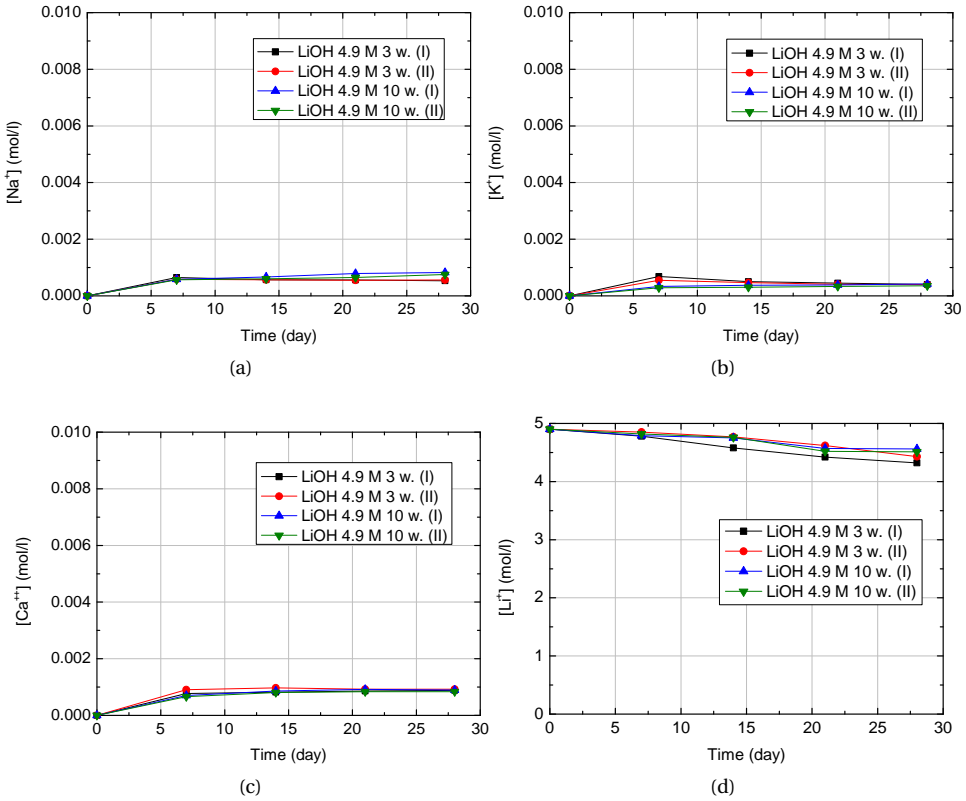 0.010
0.008
0.006
0.004
0.002
0.000
[Na+] (mol/l)
0 5 10 15 20 25 30
Time (day)
LiOH 4.9 M 3 w. (I)
LiOH 4.9 M 3 w. (II)
LiOH 4.9 M 10 w. (I)
LiOH 4.9 M 10 w. (II)
(a)
0.010
0.008
0.006
0.004
0.002
0.000
[K+] (mol/l)
0 5 10 15 20 25 30
Time (day)
LiOH 4.9 M 3 w. (I)
LiOH 4.9 M 3 w. (II)
LiOH 4.9 M 10 w. (I)
LiOH 4.9 M 10 w. (II)
(b)
0.010
0.008
0.006
0.004
0.002
0.000
[Ca++] (mol/l)
0 5 10 15 20 25 30
Time (day)
LiOH 4.9 M 3 w. (I)
LiOH 4.9 M 3 w. (II)
LiOH 4.9 M 10 w. (I)
LiOH 4.9 M 10 w. (II)
(c)
5
4
3
2
1
0
[Li+] (mol/l)
0 5 10 15 20 25 30
Time (day)
LiOH 4.9 M 3 w. (I)
LiOH 4.9 M 3 w. (II)
LiOH 4.9 M 10 w. (I)
LiOH 4.9 M 10 w. (II)
(d)